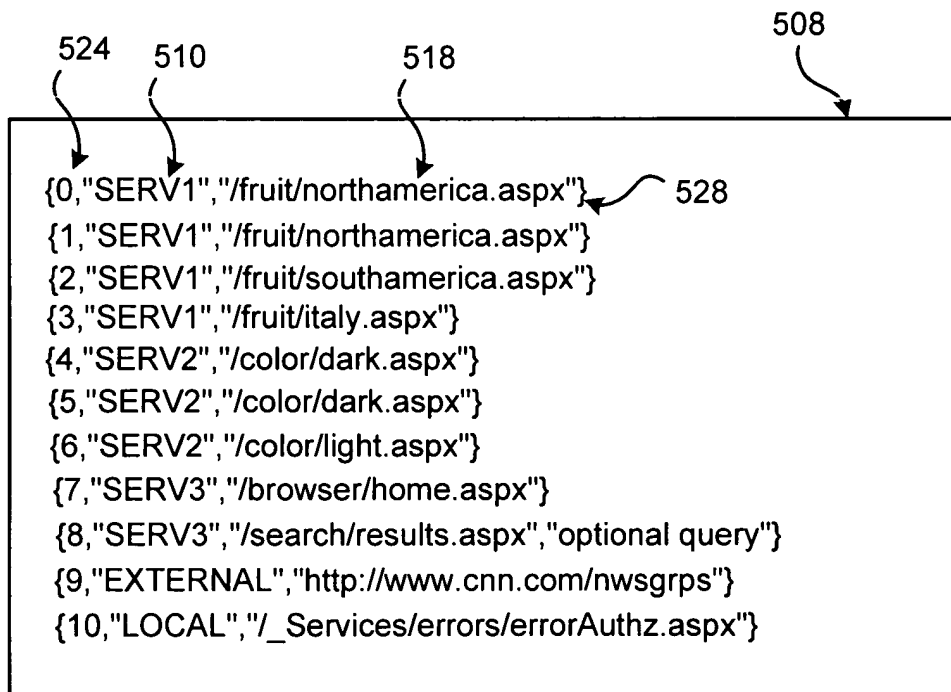 508
524 510 518
{0,"SERV1","/fruit/northamerica.aspx"} 528
{1,"SERV1","/fruit/northamerica.aspx"}
{2,"SERV1","/fruit/southamerica.aspx"}
{3,"SERV1","/fruit/italy.aspx"}
{4,"SERV2","/color/dark.aspx"}
{5,"SERV2","/color/dark.aspx"}
{6,"SERV2","/color/light.aspx"}
{7,"SERV3","/browser/home.aspx"}
{8,"SERV3","/search/results.aspx","optional query"}
{9,"EXTERNAL","http://www.cnn.com/nwsgrps"}
{10,"LOCAL","/_Services/errors/errorAuthz.aspx"}